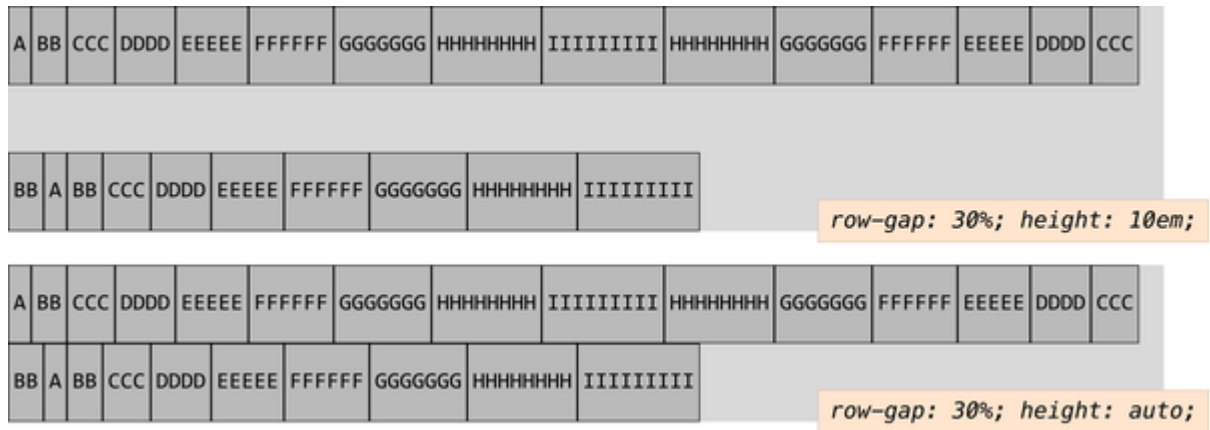 A BB CCC DDDD EEEEE FFFFFF GGGGGGG HHHHHHHH IIIIIIIII HHHHHHHH GGGGGGG FFFFFF EEEEE DDDD CCC
BB A BB CCC DDDD EEEEE FFFFFF GGGGGGG HHHHHHHH IIIIIIIII
row-gap: 30%; height: 10em;
A BB CCC DDDD EEEEE FFFFFF GGGGGGG HHHHHHHH IIIIIIIII HHHHHHHH GGGGGGG FFFFFF EEEEE DDDD CCC
BB A BB CCC DDDD EEEEE FFFFFF GGGGGGG HHHHHHHH IIIIIIIII
row-gap: 30%; height: auto;